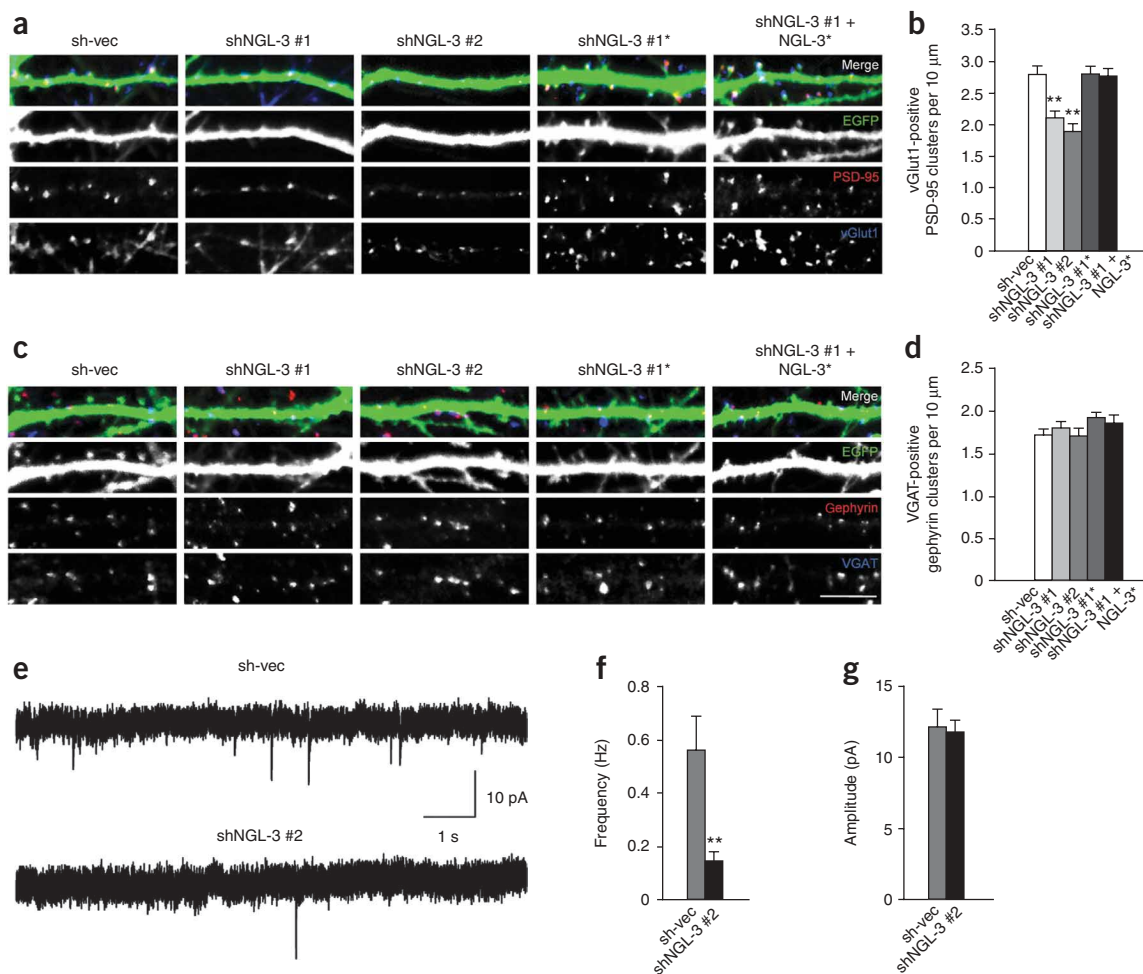 a
sh-vec
shNGL-3 #1
shNGL-3 #2
shNGL-3 #1*
shNGL-3 #1 +
NGL-3*
Merge
EGFP
PSD-95
vGlut1
b
vGlut1-positive
PSD-95 clusters per 10 μm
3.5
3.0
2.5
2.0
1.5
1.0
0.5
0
**
**
sh-vec
shNGL-3 #1
shNGL-3 #2
shNGL-3 #1*
shNGL-3 #1 +
NGL-3*
c
sh-vec
shNGL-3 #1
shNGL-3 #2
shNGL-3 #1*
shNGL-3 #1 +
NGL-3*
Merge
EGFP
Gephyrin
VGAT
d
VGAT-positive
gephyrin clusters per 10 μm
2.5
2.0
1.5
1.0
0.5
0
sh-vec
shNGL-3 #1
shNGL-3 #2
shNGL-3 #1*
shNGL-3 #1 +
NGL-3*
e
sh-vec
10 pA
1 s
shNGL-3 #2
f
Frequency (Hz)
0.8
0.6
0.4
0.2
0
**
sh-vec
shNGL-3 #2
g
Amplitude (pA)
15
10
5
0
sh-vec
shNGL-3 #2